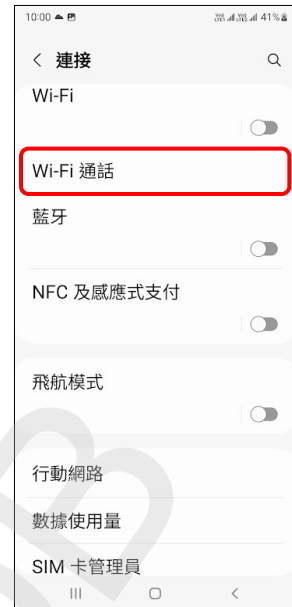 10:00 41%
連接
Wi-Fi
Wi-Fi 通話
藍牙
NFC 及感應式支付
飛航模式
行動網路
數據使用量
SIM 卡管理員